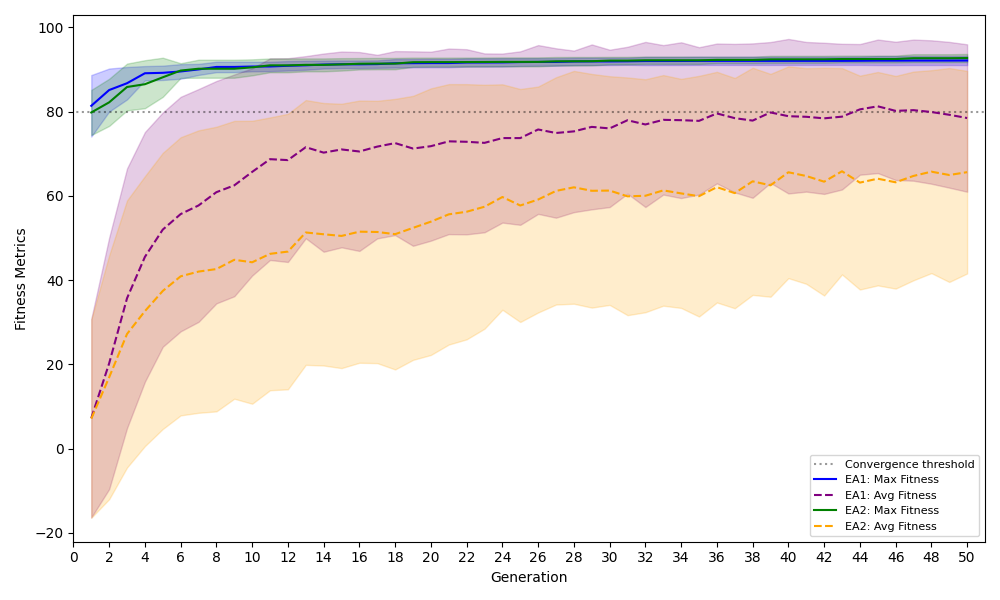 100
80
60
40
20
0
−20
Fitness Metrics
0 2 4 6 8 10 12 14 16 18 20 22 24 26 28 30 32 34 36 38 40 42 44 46 48 50
Generation
Convergence threshold
EA1: Max Fitness
EA1: Avg Fitness
EA2: Max Fitness
EA2: Avg Fitness